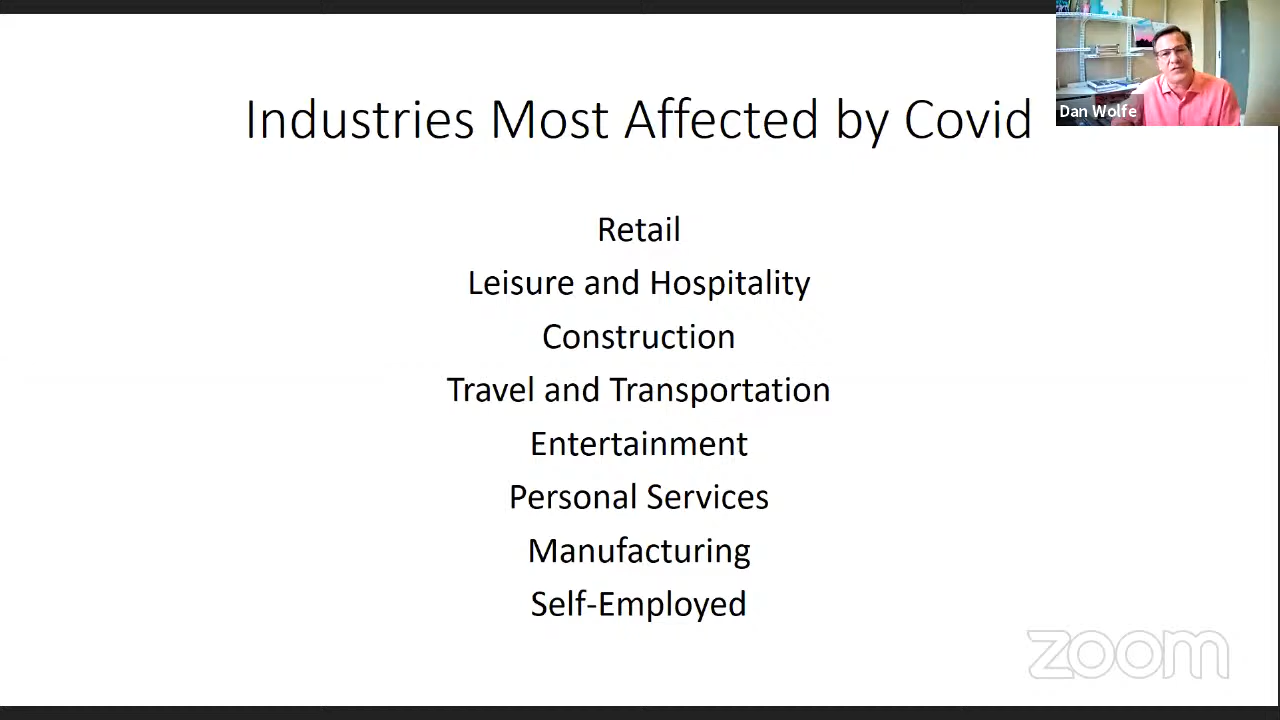 Industries Most Affected by Covid
Dan Wolfe
Retail
Leisure and Hospitality
Construction
Travel and Transportation
Entertainment
Personal Services
Manufacturing
Self-Employed
zoom